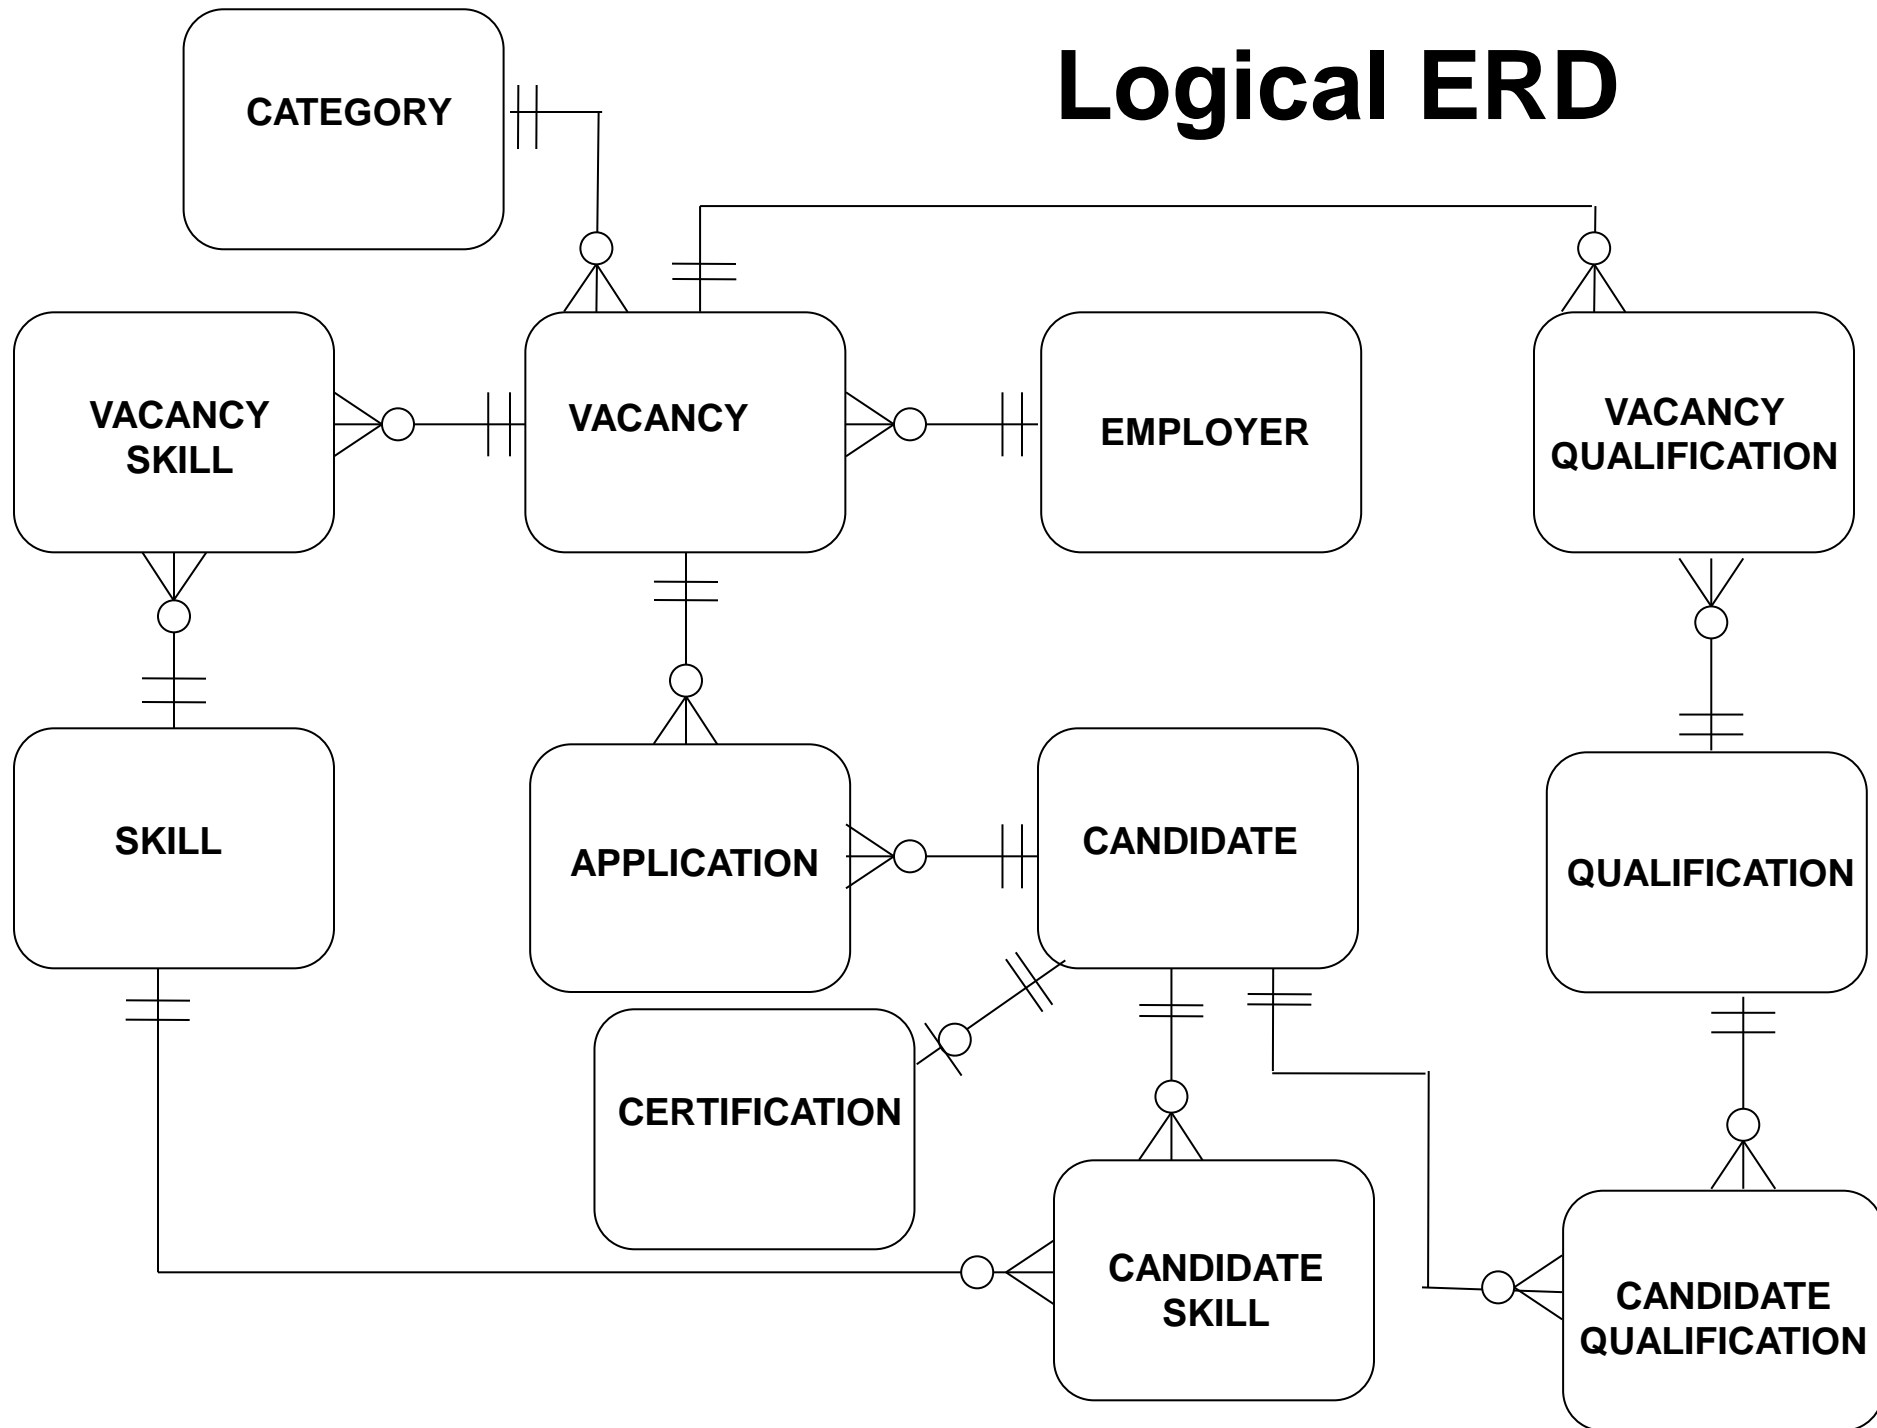 Logical ERD
CATEGORY
VACANCY
SKILL
VACANCY
EMPLOYER
VACANCY
QUALIFICATION
SKILL
APPLICATION
CANDIDATE
QUALIFICATION
CERTIFICATION
CANDIDATE
SKILL
CANDIDATE
QUALIFICATION